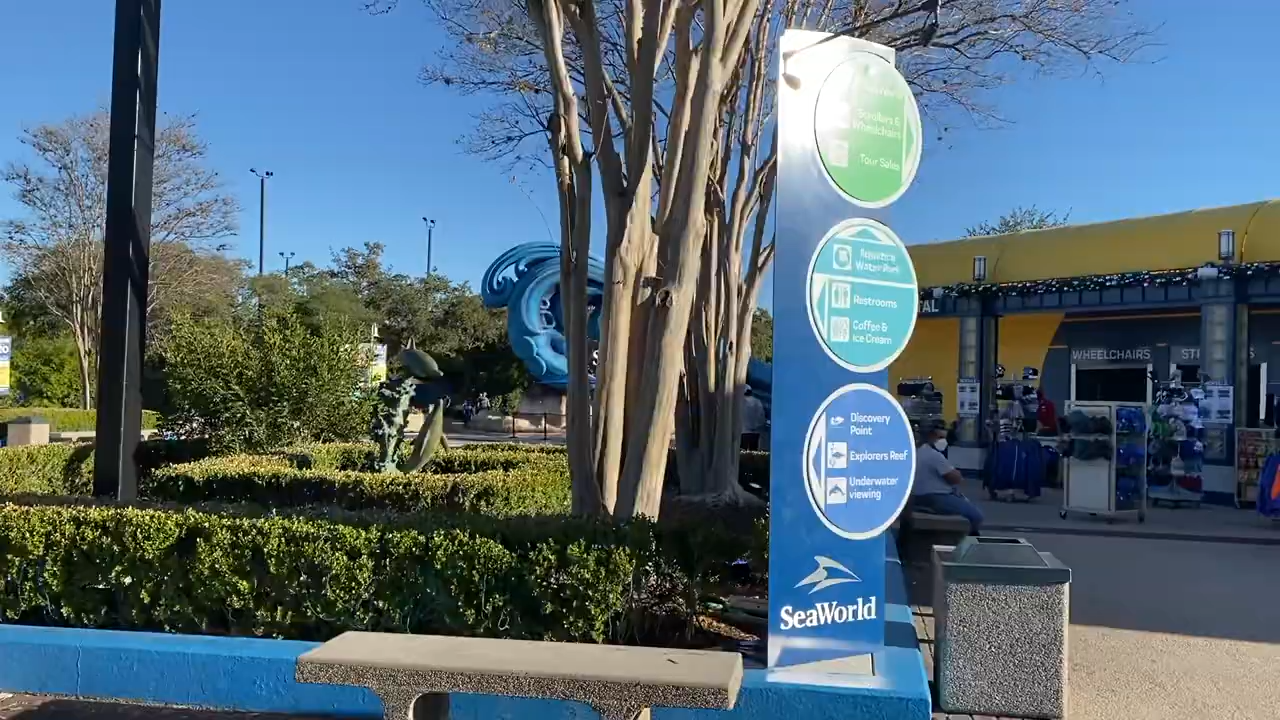 Strollers &
Wheelchairs
Tour Sales
Aquatica
Water Park
Restrooms
Coffee &
Ice Cream
Discovery
Point
Explorers Reef
Underwater
viewing
SeaWorld
WHEELCHAIRS